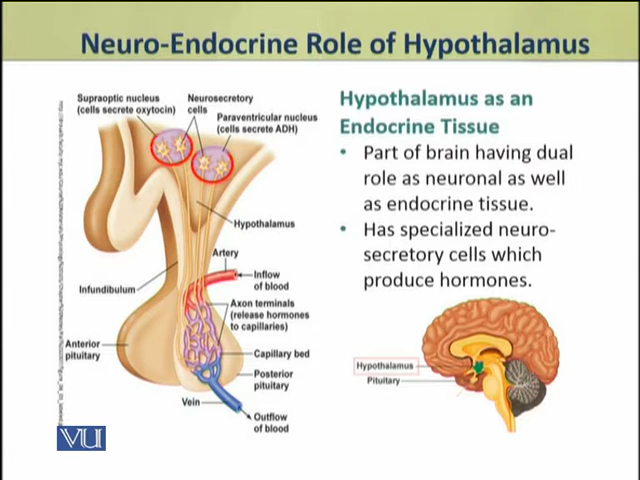 Neuro-Endocrine Role of Hypothalamus
Supraoptic nucleus
(cells secrete oxytocin)
Neurosecretory
cells
Paraventricular nucleus
(cells secrete ADH)
Hypothalamus
Artery
Inflow
of blood
Infundibulum
Axon terminals
(release hormones
to capillaries)
Anterior
pituitary
Capillary bed
Posterior
pituitary
Vein
Outflow
of blood
VU
Hypothalamus as an
Endocrine Tissue
• Part of brain having dual
role as neuronal as well
as endocrine tissue.
• Has specialized neuro-
secretory cells which
produce hormones.
Hypothalamus
Pituitary